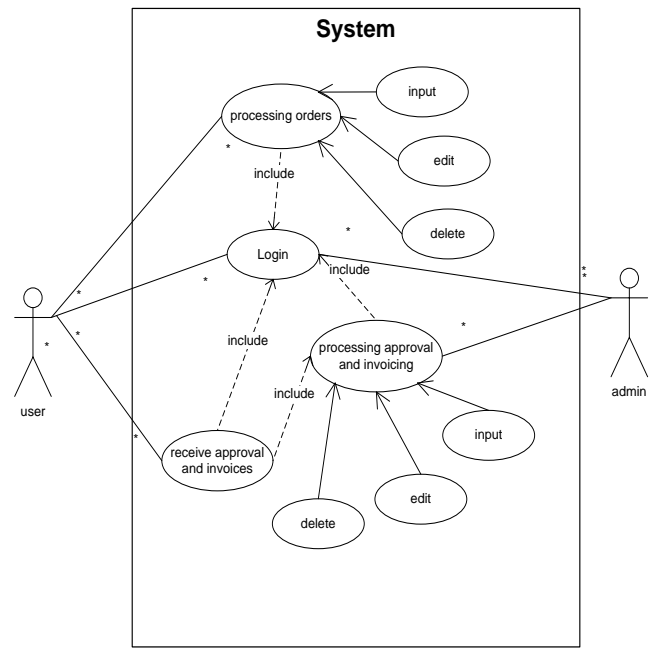 System
input
processing orders
*
edit
include
delete
*
Login
*
include
*
*
*
*
*
*
include
processing approval
and invoicing
user
admin
include
input
*
receive approval
and invoices
edit
delete